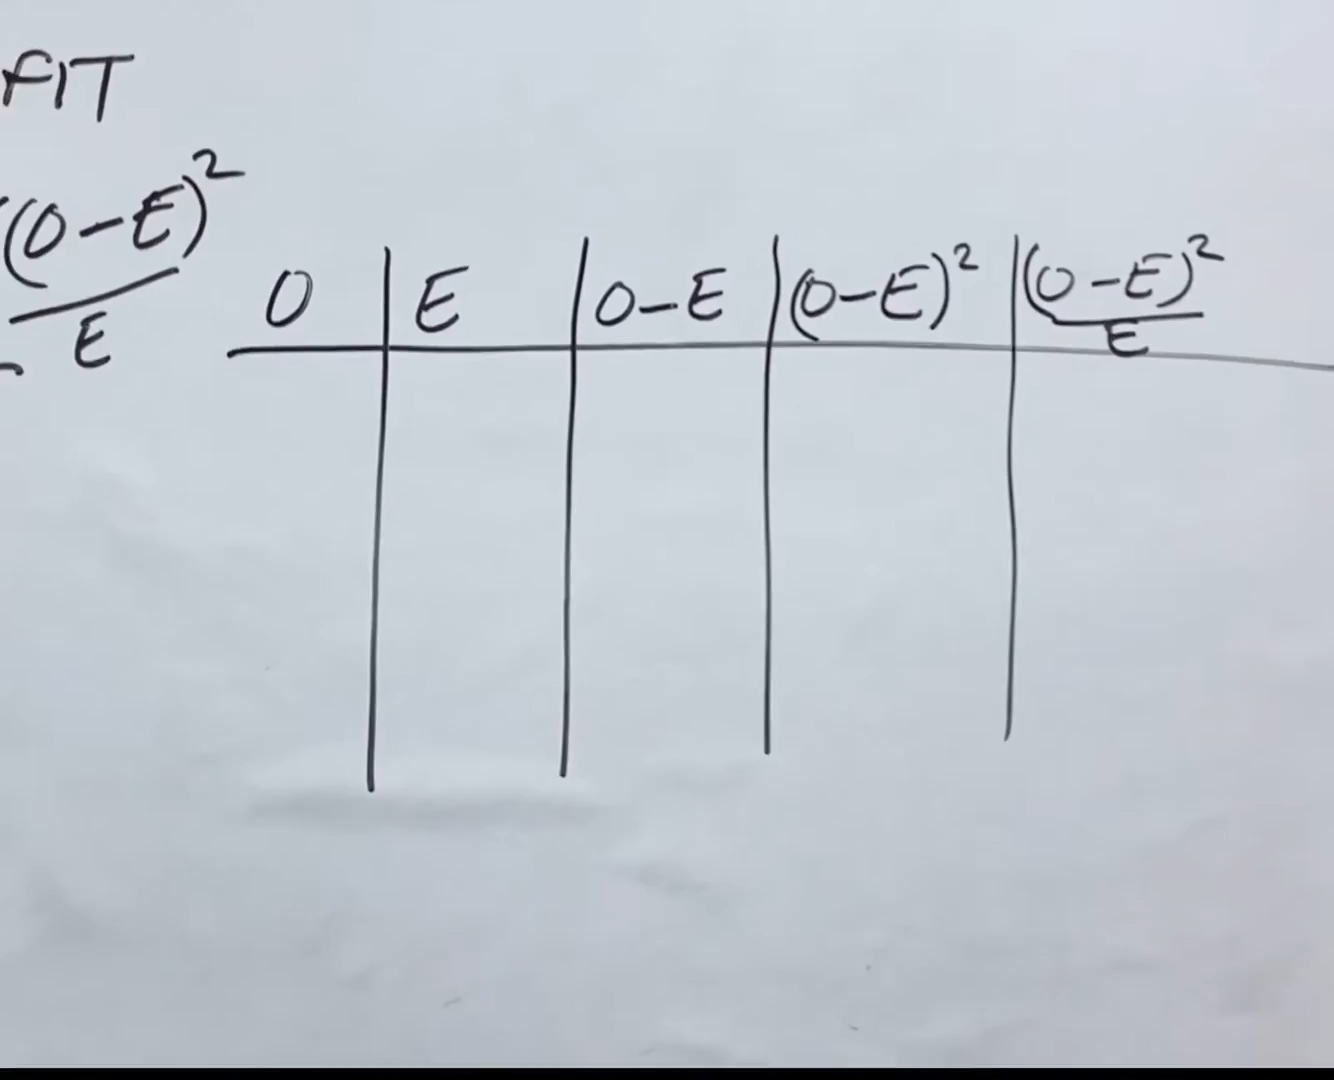 FIT
(O-E)²
E
O | E | O-E | (O-E)² | (O-E)²
E